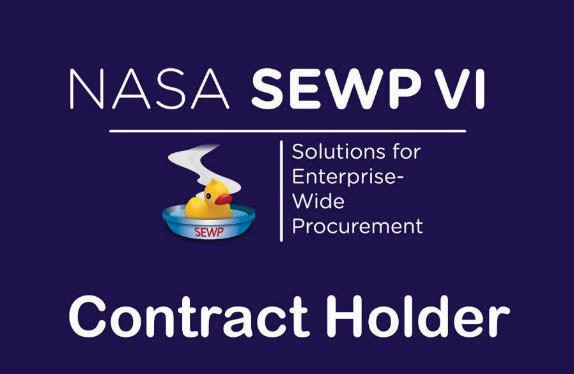 NASA SEWP VI
Solutions for
Enterprise-
Wide
Procurement
SEWP
Contract Holder